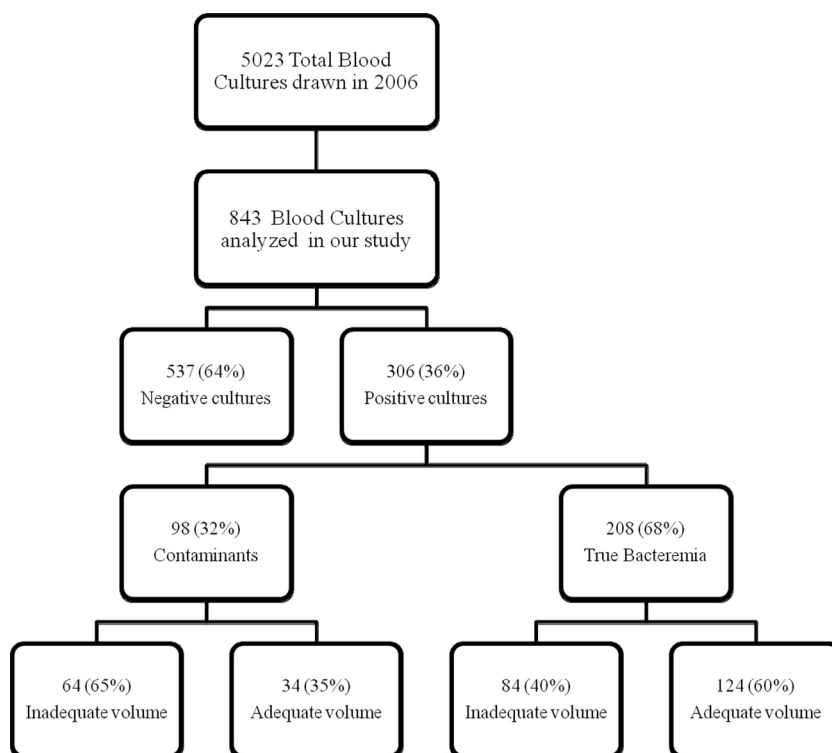 5023 Total Blood
Cultures drawn in 2006
843 Blood Cultures
analyzed in our study
537 (64%)
Negative cultures
306 (36%)
Positive cultures
98 (32%)
Contaminants
208 (68%)
True Bacteremia
64 (65%)
Inadequate volume
34 (35%)
Adequate volume
84 (40%)
Inadequate volume
124 (60%)
Adequate volume